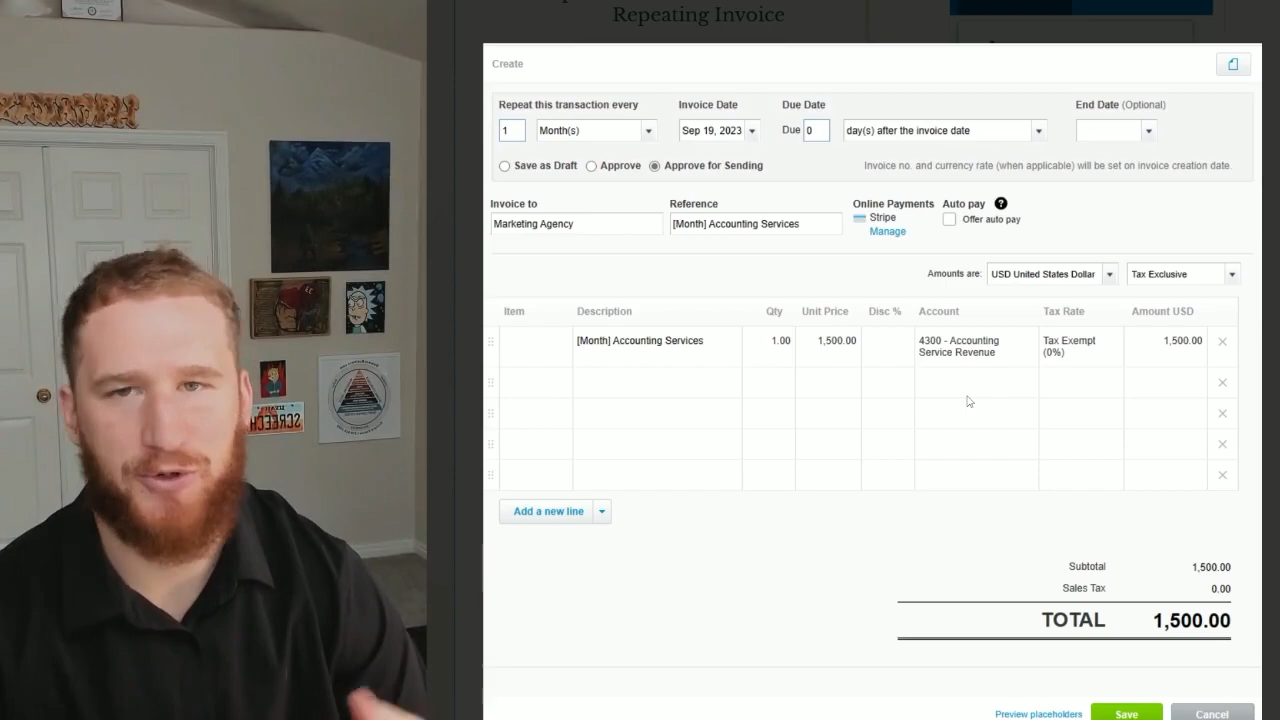 Repeating Invoice
Create
Repeat this transaction every
Invoice Date
Due Date
End Date (Optional)
1
Month(s)
Sep 19, 2023
Due 0
day(s) after the invoice date
Save as Draft
Approve
Approve for Sending
Invoice no. and currency rate (when applicable) will be set on invoice creation date.
Invoice to
Reference
Online Payments
Auto pay ?
Marketing Agency
[Month] Accounting Services
Stripe
Offer auto pay
Manage
Amounts are:
USD United States Dollar
Tax Exclusive
Item
Description
Qty
Unit Price
Disc %
Account
Tax Rate
Amount USD
[Month] Accounting Services
1.00
1,500.00
4300 - Accounting
Service Revenue
Tax Exempt
(0%)
1,500.00
Add a new line
Subtotal
1,500.00
Sales Tax
0.00
TOTAL
1,500.00
Preview placeholders
Save
Cancel
UTAH
SCREECH